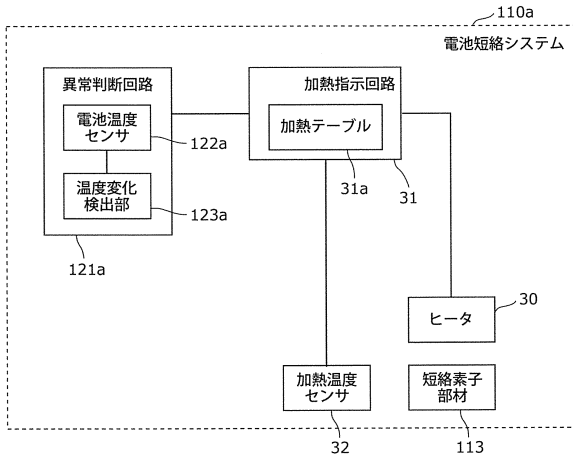 110a
電池短絡システム
異常判断回路
電池温度
センサ
122a
温度変化
検出部
123a
121a
加熱指示回路
加熱テーブル
31a
31
30
ヒータ
加熱温度
センサ
32
短絡素子
部材
113